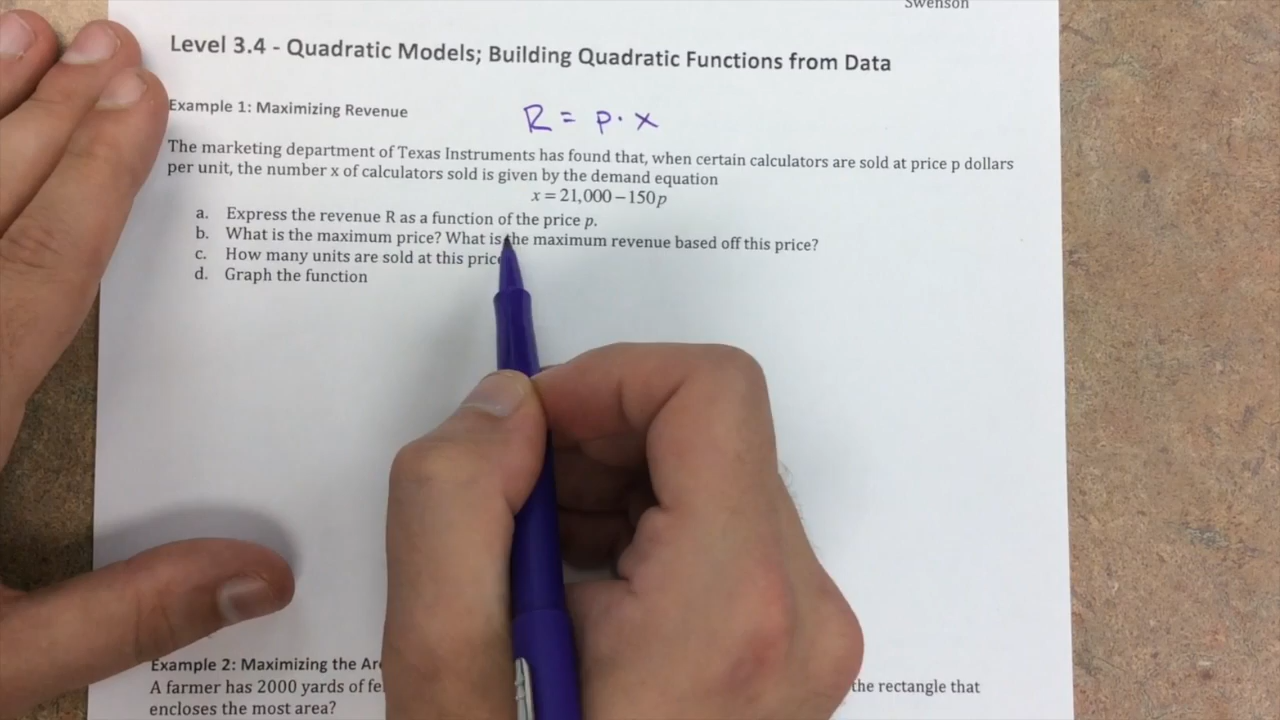 Swenson
Level 3.4 - Quadratic Models; Building Quadratic Functions from Data
Example 1: Maximizing Revenue
R = p · x
The marketing department of Texas Instruments has found that, when certain calculators are sold at price p dollars
per unit, the number x of calculators sold is given by the demand equation
x = 21,000 – 150p
a. Express the revenue R as a function of the price p.
b. What is the maximum price? What is the maximum revenue based off this price?
c. How many units are sold at this
d. Graph the function
Example 2: Maximizing the
A farmer has 2000 yards of the rectangle that
encloses the most area?